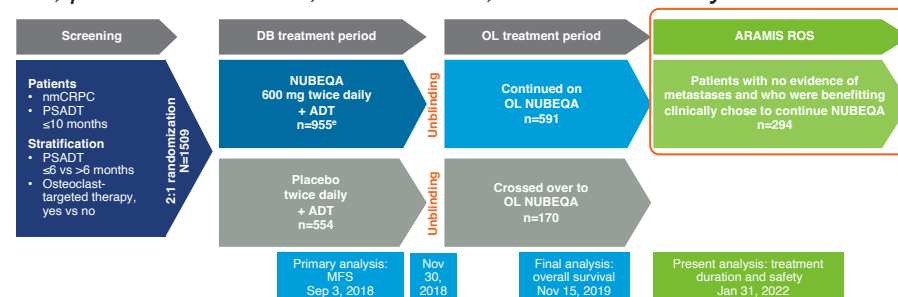 Screening
DB treatment period
OL treatment period
ARAMIS ROS
Patients
• nmCRPC
• PSADT
≤10 months
Stratification
• PSADT
≤6 vs >6 months
• Osteoclast-
targeted therapy,
yes vs no
2:1 randomization
N=1509
NUBEQA
600 mg twice daily
+ ADT
n=955e
Unblinding
Continued on
OL NUBEQA
n=591
Patients with no evidence of
metastases and who were benefitting
clinically chose to continue NUBEQA
n=294
Placebo
twice daily
+ ADT
n=554
Unblinding
Crossed over to
OL NUBEQA
n=170
Primary analysis:
MFS
Sep 3, 2018
Nov
30,
2018
Final analysis:
overall survival
Nov 15, 2019
Present analysis: treatment
duration and safety
Jan 31, 2022